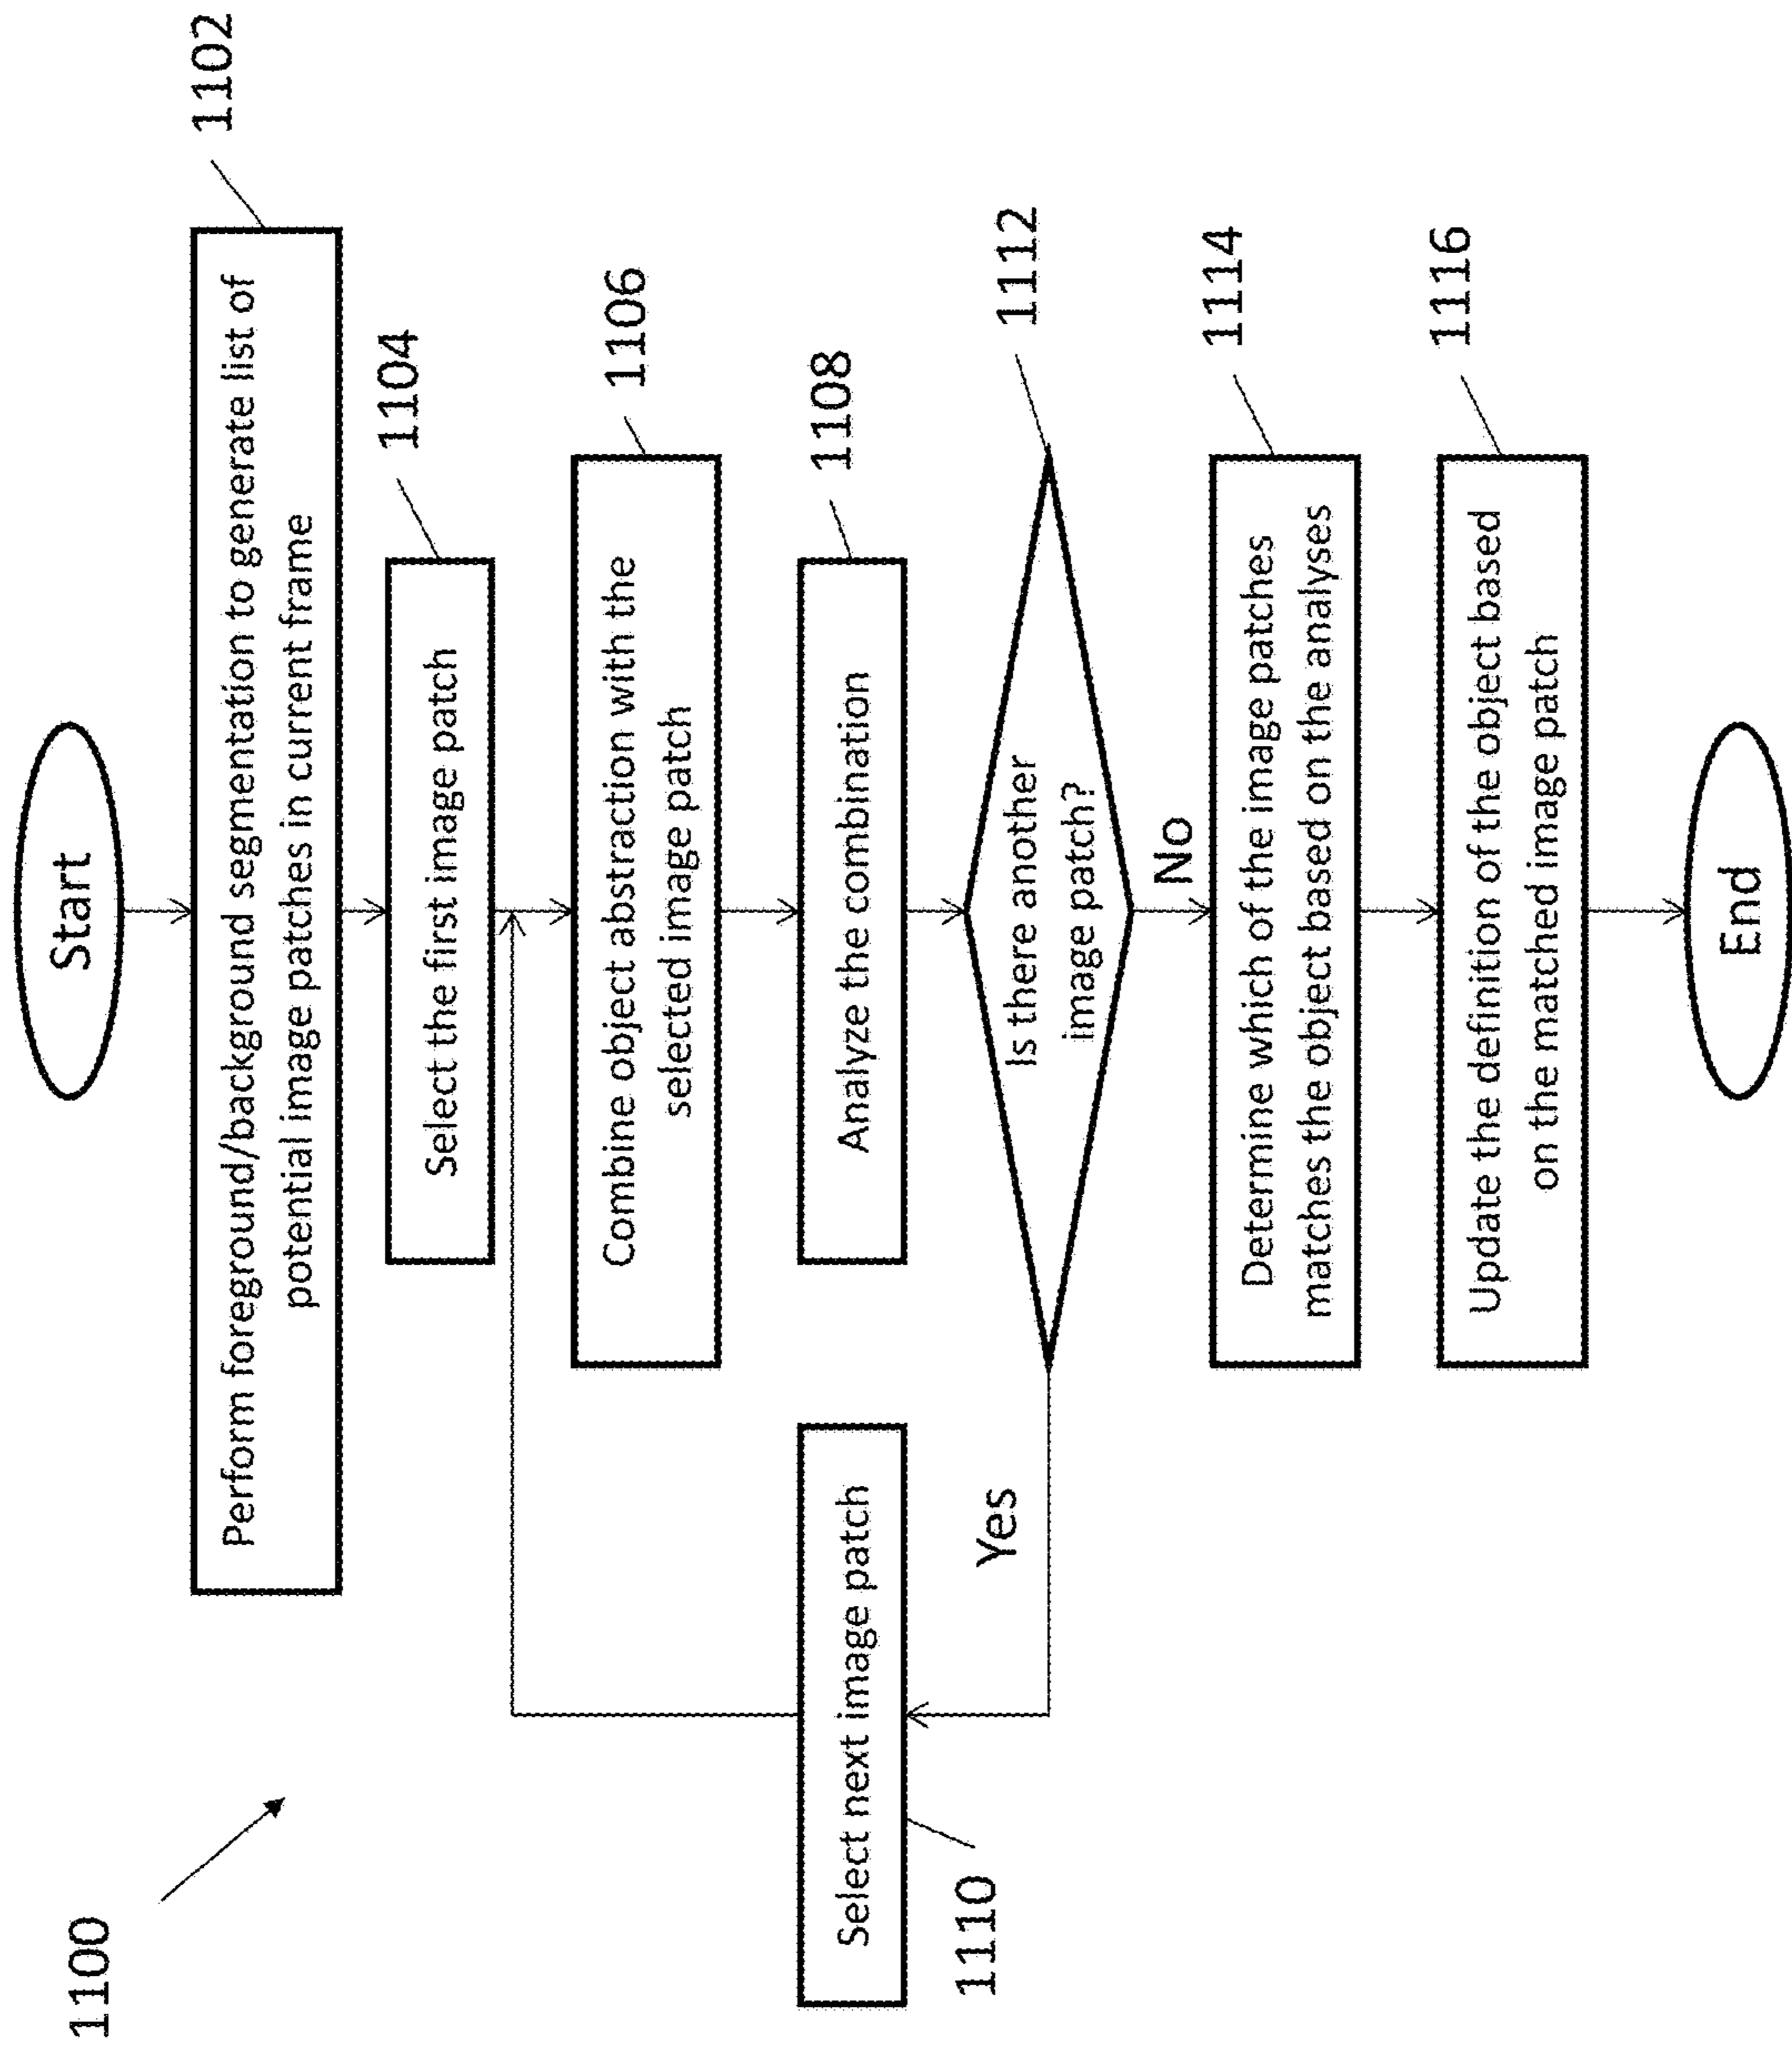 1100
Start
Perform foreground/background segmentation to generate list of
potential image patches in current frame
1102
Select the first image patch
1104
Combine object abstraction with the
selected image patch
1106
Analyze the combination
1108
Select next image patch
1110
Is there another
image patch?
1112
Yes
No
Determine which of the image patches
matches the object based on the analyses
1114
Update the definition of the object based
on the matched image patch
1116
End